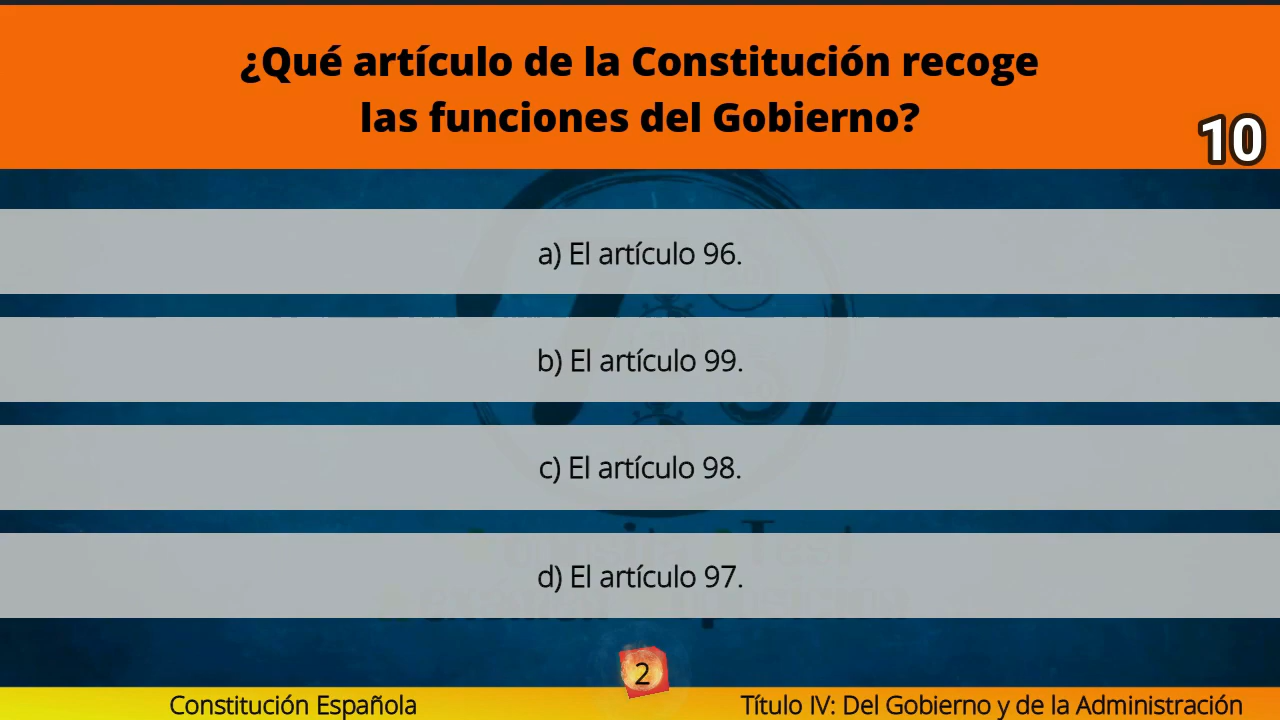 ¿Qué artículo de la Constitución recoge
las funciones del Gobierno?
10
a) El artículo 96.
b) El artículo 99.
c) El artículo 98.
d) El artículo 97.
2
Constitución Española
Título IV: Del Gobierno y de la Administración